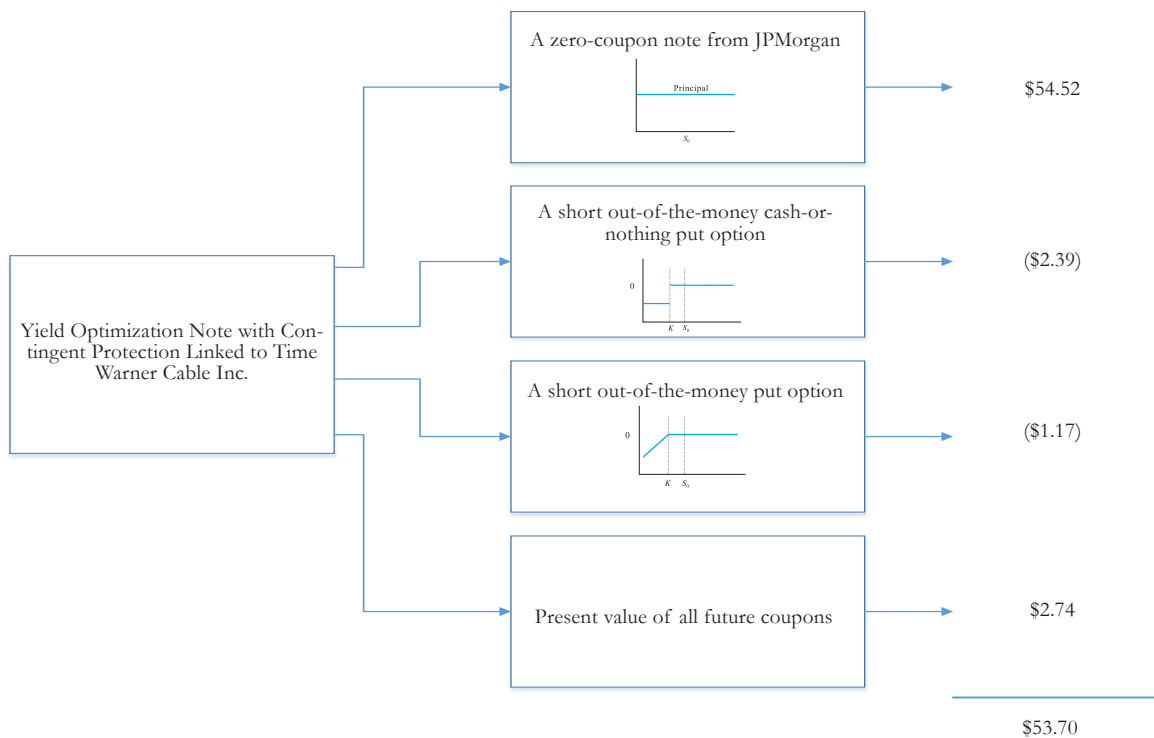 A zero-coupon note from JPMorgan
Principal
S0
$54.52
A short out-of-the-money cash-or-
nothing put option
0
K
S0
($2.39)
Yield Optimization Note with Con-
tingent Protection Linked to Time
Warner Cable Inc.
A short out-of-the-money put option
0
K
S0
($1.17)
Present value of all future coupons
$2.74
$53.70